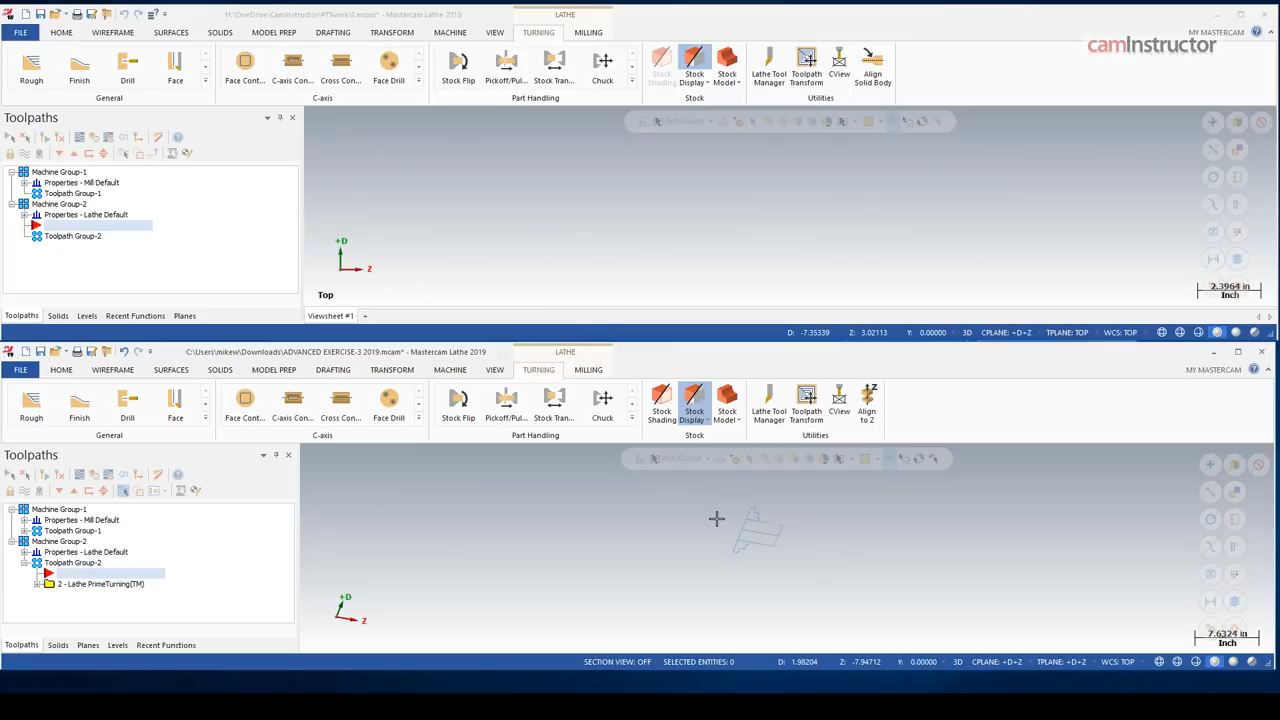 H:\OneDrive\Caminstructor\#TTwork\I.mcam* - Mastercam Lathe 2019
LATHE
FILE HOME WIREFRAME SURFACES SOLIDS MODEL PREP DRAFTING TRANSFORM MACHINE VIEW TURNING MILLING MY MASTERCAM
camInstructor
Rough Finish Drill Face Face Cont... C-axis Con... Cross Con... Face Drill Stock Flip Pickoff/Pul... Stock Tran... Chuck Stock Shading Stock Display Stock Model Lathe Tool Manager Toolpath Transform CView Align Solid Body
General C-axis Part Handling Stock Utilities
Toolpaths
AutoCursor
Machine Group-1
Properties - Mill Default
Toolpath Group-1
Machine Group-2
Properties - Lathe Default
Toolpath Group-2
+D
Z
Top
2.3964 in
Inch
Toolpaths Solids Levels Recent Functions Planes Viewsheet #1 +
D: -7.35339 Z: 3.02113 Y: 0.00000 3D CPLANE: +D+Z TPLANE: TOP WCS: TOP
C:\Users\mikew\Downloads\ADVANCED EXERCISE-3 2019.mcam* - Mastercam Lathe 2019
LATHE
FILE HOME WIREFRAME SURFACES SOLIDS MODEL PREP DRAFTING TRANSFORM MACHINE VIEW TURNING MILLING MY MASTERCAM
Rough Finish Drill Face Face Cont... C-axis Con... Cross Con... Face Drill Stock Flip Pickoff/Pul... Stock Tran... Chuck Stock Shading Stock Display Stock Model Lathe Tool Manager Toolpath Transform CView Align to Z
General C-axis Part Handling Stock Utilities
Toolpaths
AutoCursor
Machine Group-1
Properties - Mill Default
Toolpath Group-1
Machine Group-2
Properties - Lathe Default
Toolpath Group-2
2 - Lathe PrimeTurning(TM)
+D
Z
7.6324 in
Inch
Toolpaths Solids Planes Levels Recent Functions
SECTION VIEW: OFF SELECTED ENTITIES: 0 D: 1.98204 Z: -7.94712 Y: 0.00000 3D CPLANE: +D+Z TPLANE: +D+Z WCS: TOP